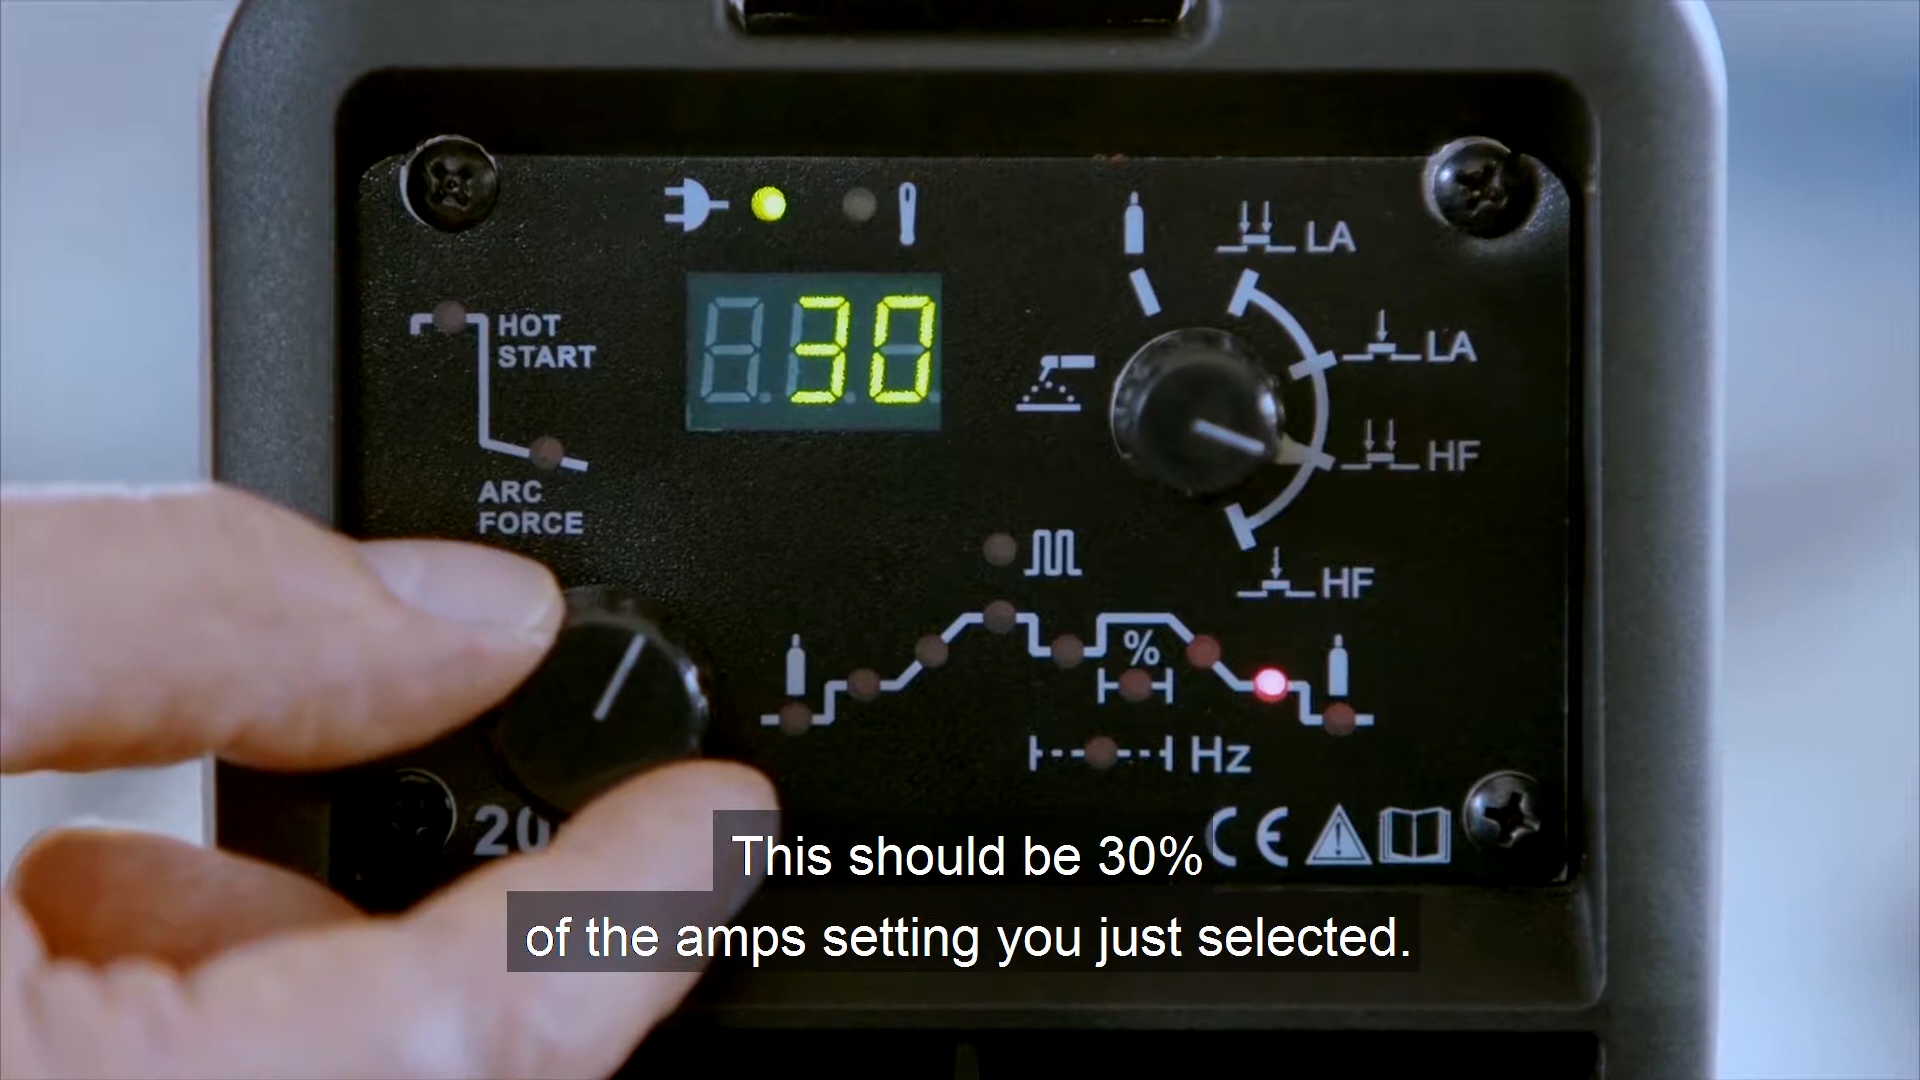 30
LA
HOT
START
LA
HF
ARC
FORCE
HF
%
Hz
20
CE
This should be 30%
of the amps setting you just selected.